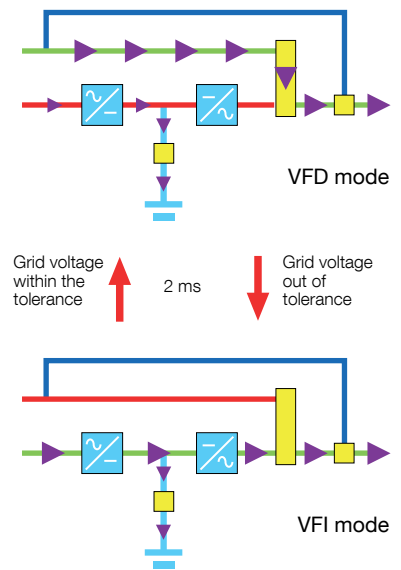 VFD mode
Grid voltage
within the
tolerance
2 ms
Grid voltage
out of
tolerance
VFI mode